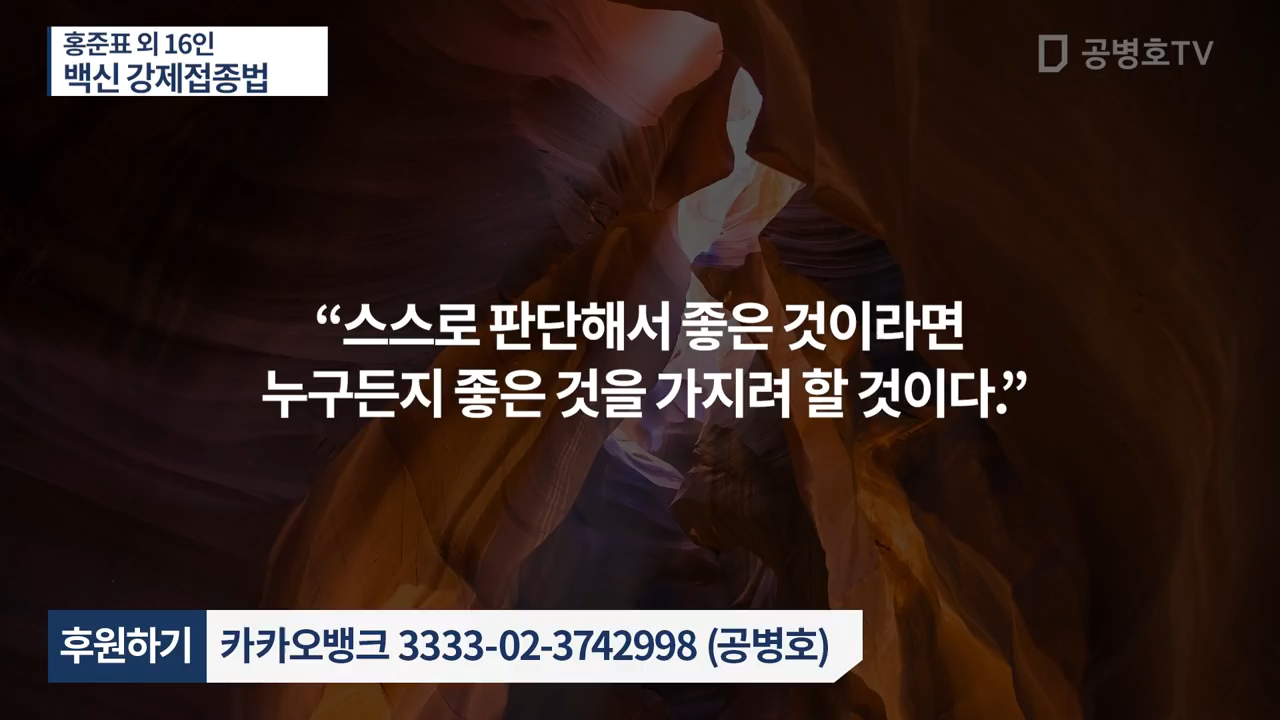 홍준표 외 16인
백신 강제접종법
공병호TV
“스스로 판단해서 좋은 것이라면
누구든지 좋은 것을 가지려 할 것이다.”
후원하기 카카오뱅크 3333-02-3742998 (공병호)